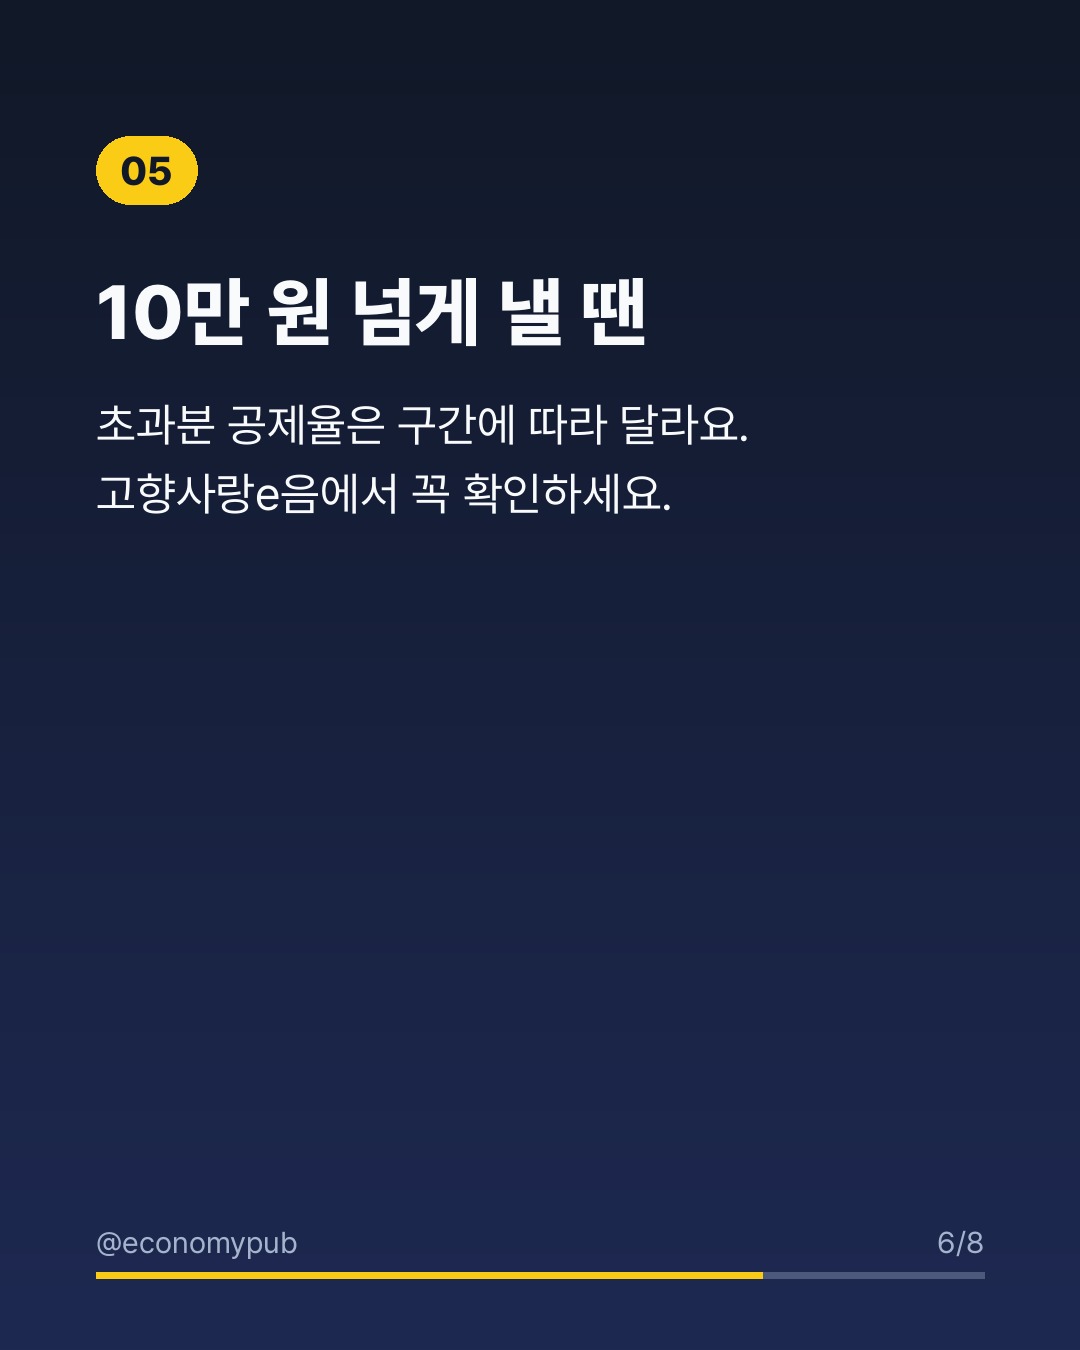 05
10만 원 넘게 낼 땐
초과분 공제율은 구간에 따라 달라요.
고향사랑e음에서 꼭 확인하세요.
@economypub
6/8